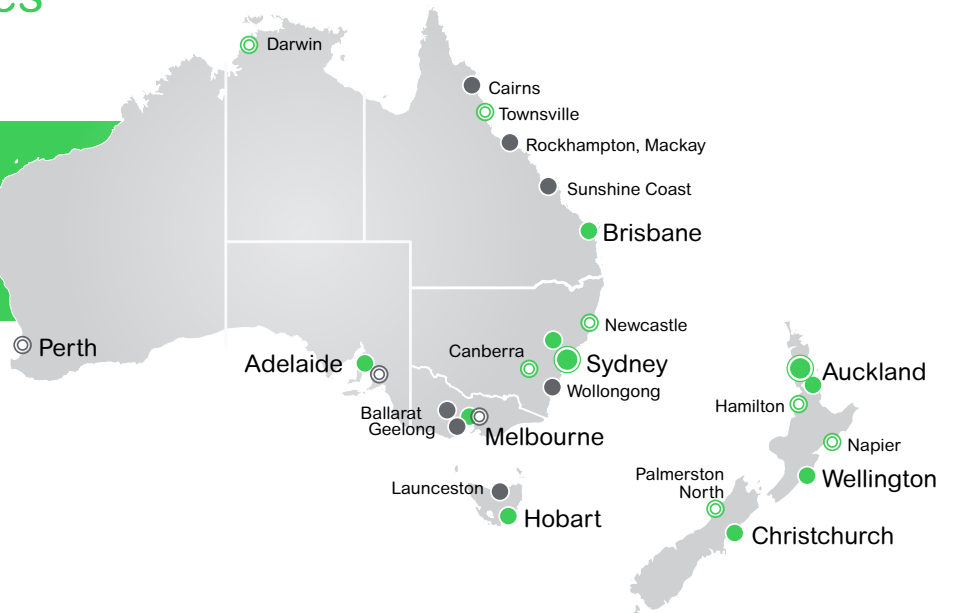 es
Darwin
Cairns
Townsville
Rockhampton, Mackay
Sunshine Coast
Brisbane
Newcastle
Perth
Adelaide
Canberra
Sydney
Wollongong
Ballarat
Geelong
Melbourne
Launceston
Hobart
Auckland
Hamilton
Napier
Palmerston
North
Wellington
Christchurch